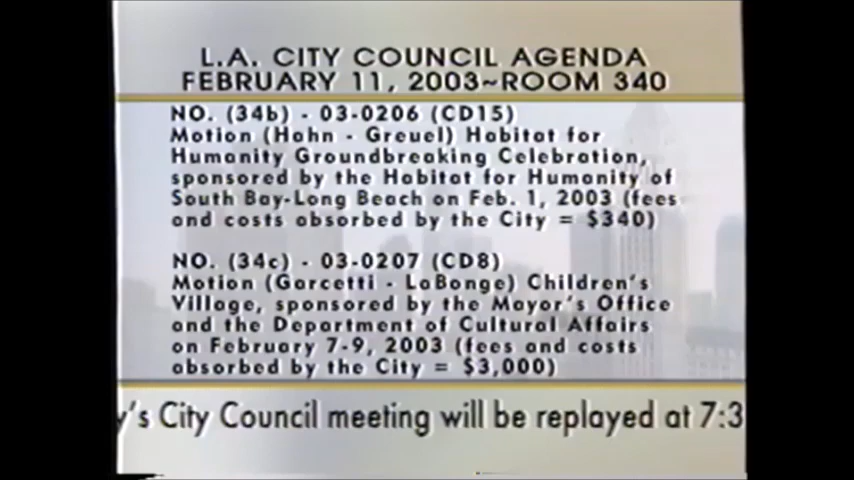 L.A. CITY COUNCIL AGENDA
FEBRUARY 11, 2003~ROOM 340
NO. (34b) - 03-0206 (CD15)
Motion (Hahn - Greuel) Habitat for
Humanity Groundbreaking Celebration,
sponsored by the Habitat for Humanity of
South Bay-Long Beach on Feb. 1, 2003 (fees
and costs absorbed by the City = $340)
NO. (34c) - 03-0207 (CD8)
Motion (Garcetti - LaBonge) Children's
Village, sponsored by the Mayor's Office
and the Department of Cultural Affairs
on February 7-9, 2003 (fees and costs
absorbed by the City = $3,000)
y's City Council meeting will be replayed at 7:3